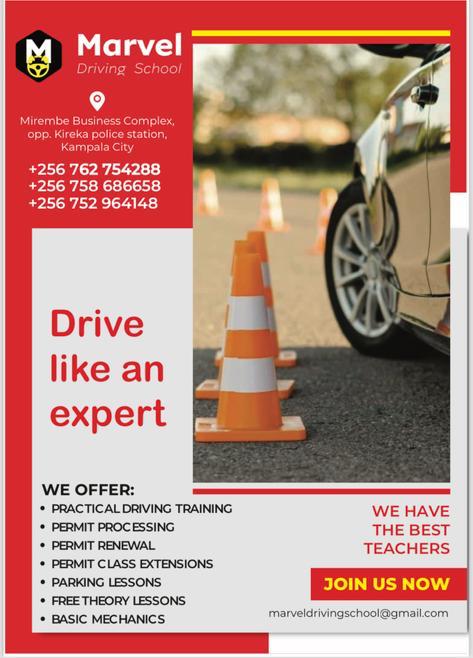 Marvel
Driving School
Mirembe Business Complex,
opp. Kireka police station,
Kampala City
+256 762 754288
+256 758 686658
+256 752 964148
Drive
like an
expert
WE OFFER:
• PRACTICAL DRIVING TRAINING
• PERMIT PROCESSING
• PERMIT RENEWAL
• PERMIT CLASS EXTENSIONS
• PARKING LESSONS
• FREE THEORY LESSONS
• BASIC MECHANICS
WE HAVE
THE BEST
TEACHERS
JOIN US NOW
marveldrivingschool@gmail.com